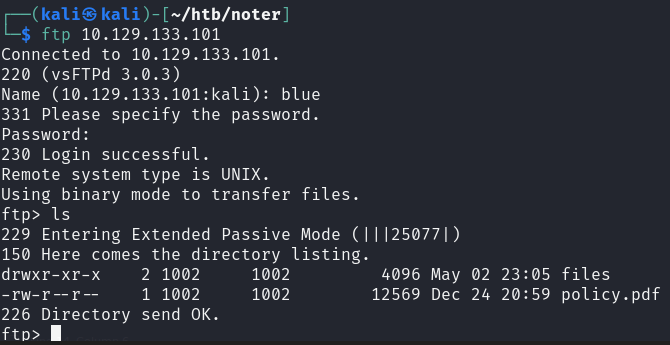 ┌──(kali㉿kali)-[~/htb/noter]
└─$ ftp 10.129.133.101
Connected to 10.129.133.101.
220 (vsFTPd 3.0.3)
Name (10.129.133.101:kali): blue
331 Please specify the password.
Password:
230 Login successful.
Remote system type is UNIX.
Using binary mode to transfer files.
ftp> ls
229 Entering Extended Passive Mode (|||25077|)
150 Here comes the directory listing.
drwxr-xr-x    2 1002     1002         4096 May 02 23:05 files
-rw-r--r--    1 1002     1002        12569 Dec 24 20:59 policy.pdf
226 Directory send OK.
ftp>